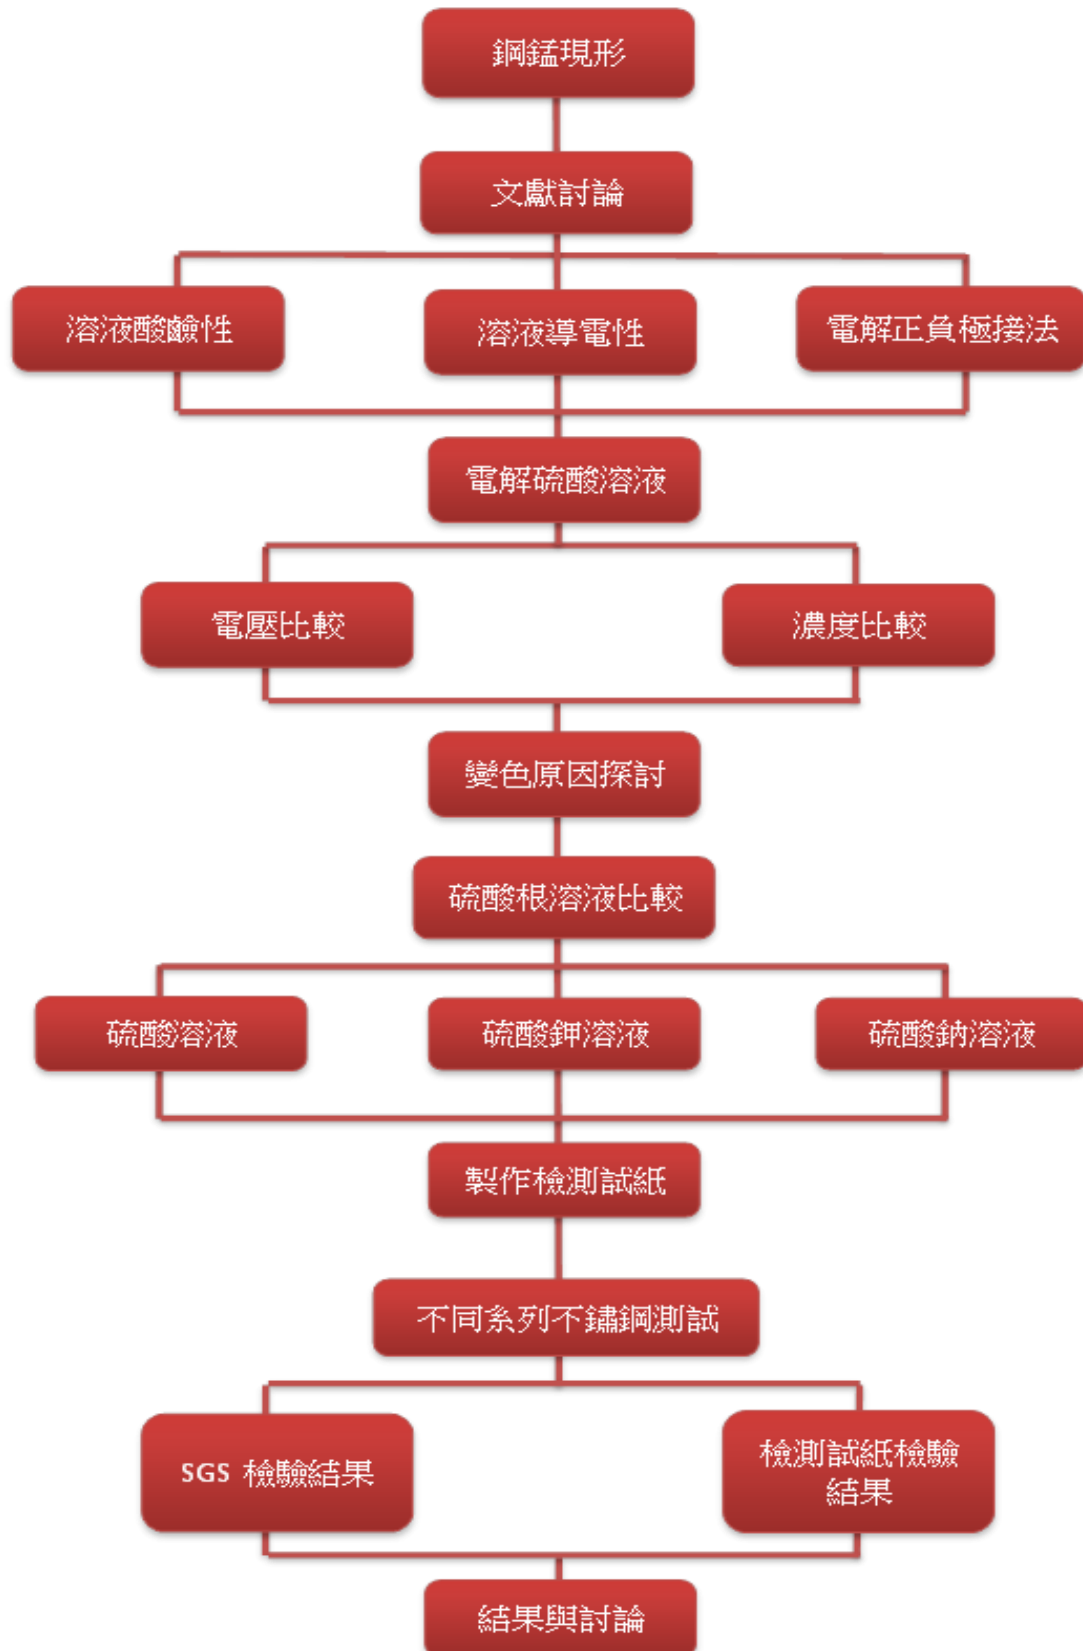 鋼錳現形
文獻討論
溶液酸鹼性
溶液導電性
電解正負極接法
電解硫酸溶液
電壓比較
濃度比較
變色原因探討
硫酸根溶液比較
硫酸溶液
硫酸鉀溶液
硫酸鈉溶液
製作檢測試紙
不同系列不鏽鋼測試
SGS 檢驗結果
檢測試紙檢驗
結果
結果與討論